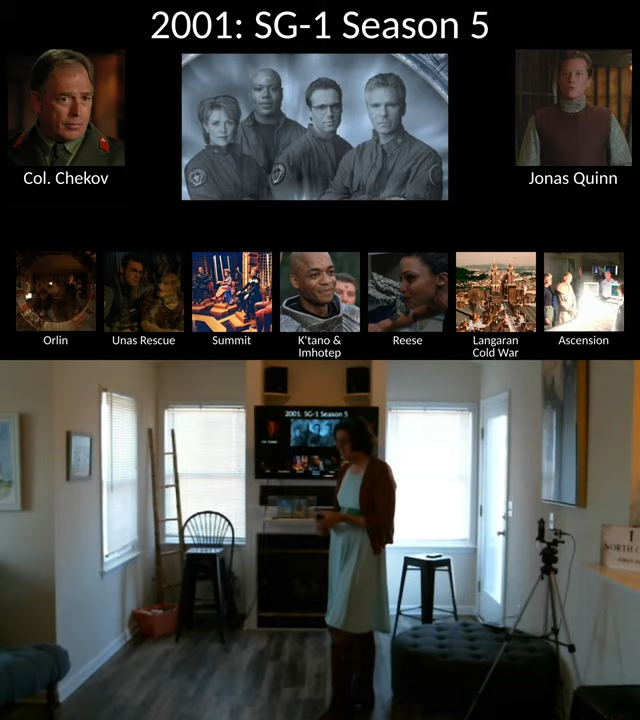 2001: SG-1 Season 5
Col. Chekov
Jonas Quinn
Orlin
Unas Rescue
Summit
K'tano &
Imhotep
Reese
Langaran
Cold War
Ascension
2001: SG-1 Season 5
NORTH C